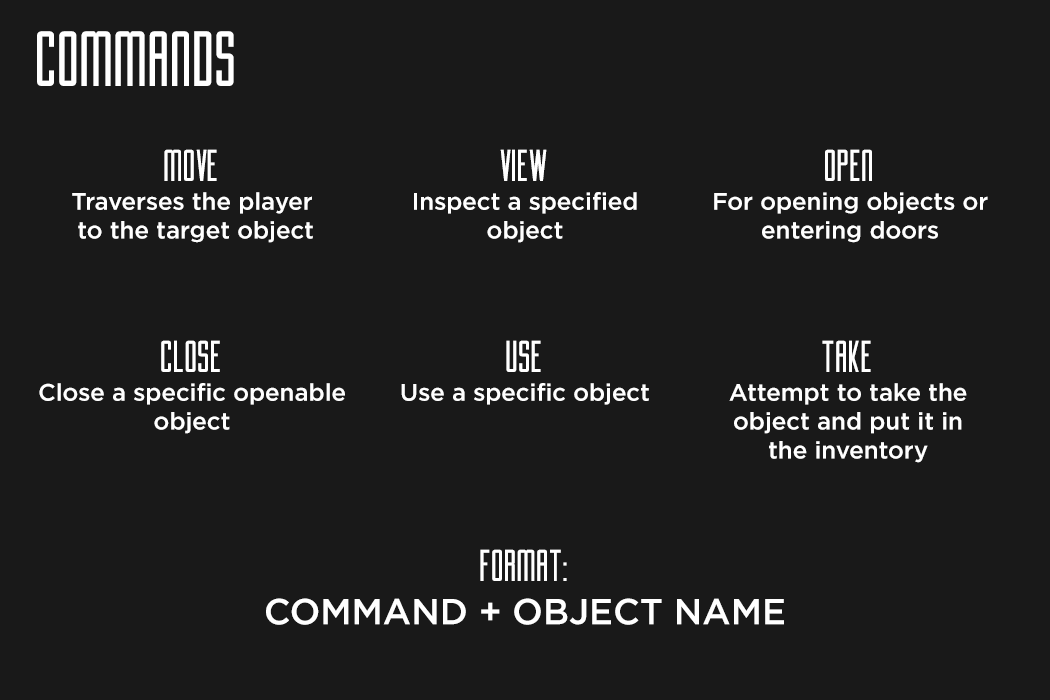 COMMANDS
MOVE
Traverses the player
to the target object
VIEW
Inspect a specified
object
OPEN
For opening objects or
entering doors
CLOSE
Close a specific openable
object
USE
Use a specific object
TAKE
Attempt to take the
object and put it in
the inventory
FORMAT:
COMMAND + OBJECT NAME